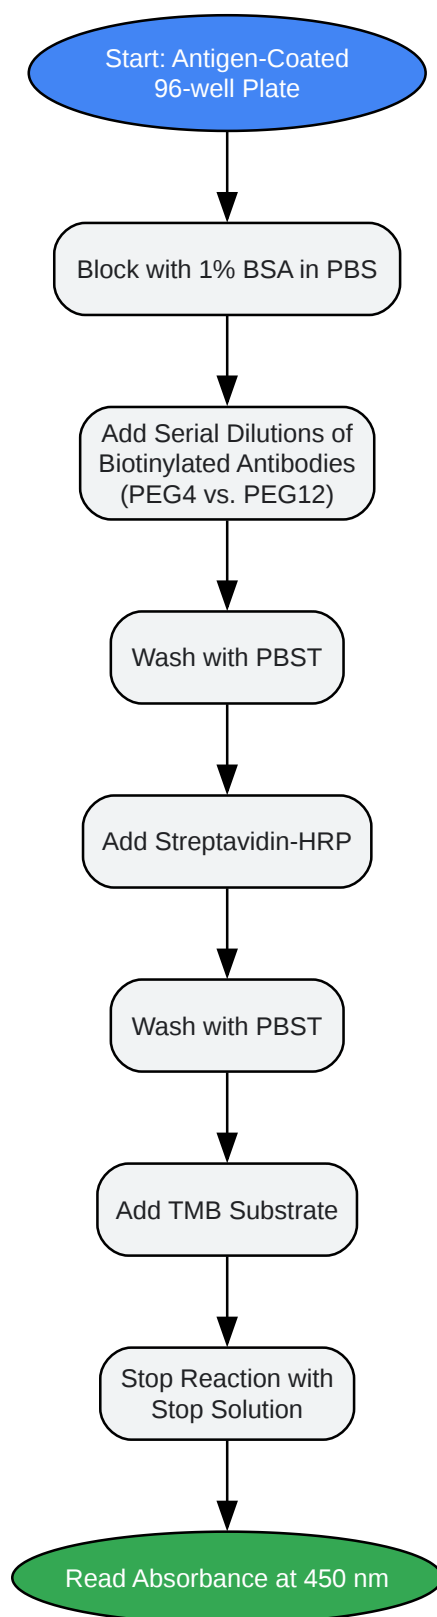 Start: Antigen-Coated
96-well Plate
Block with 1% BSA in PBS
Add Serial Dilutions of
Biotinylated Antibodies
(PEG4 vs. PEG12)
Wash with PBST
Add Streptavidin-HRP
Wash with PBST
Add TMB Substrate
Stop Reaction with
Stop Solution
Read Absorbance at 450 nm